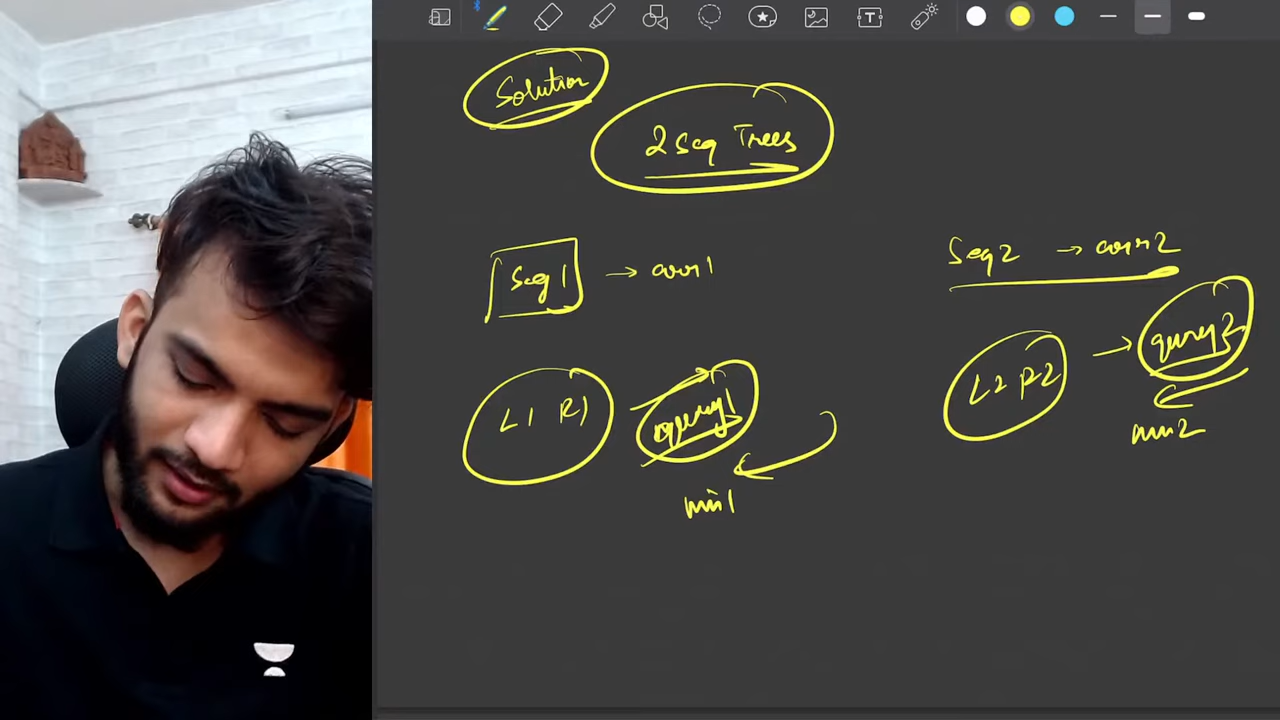 Solution
2 Seg Trees
Seg1 → arr1
Seg2 → arr2
L1 R1 query1
L2 R2 → query2
min1
min2
T